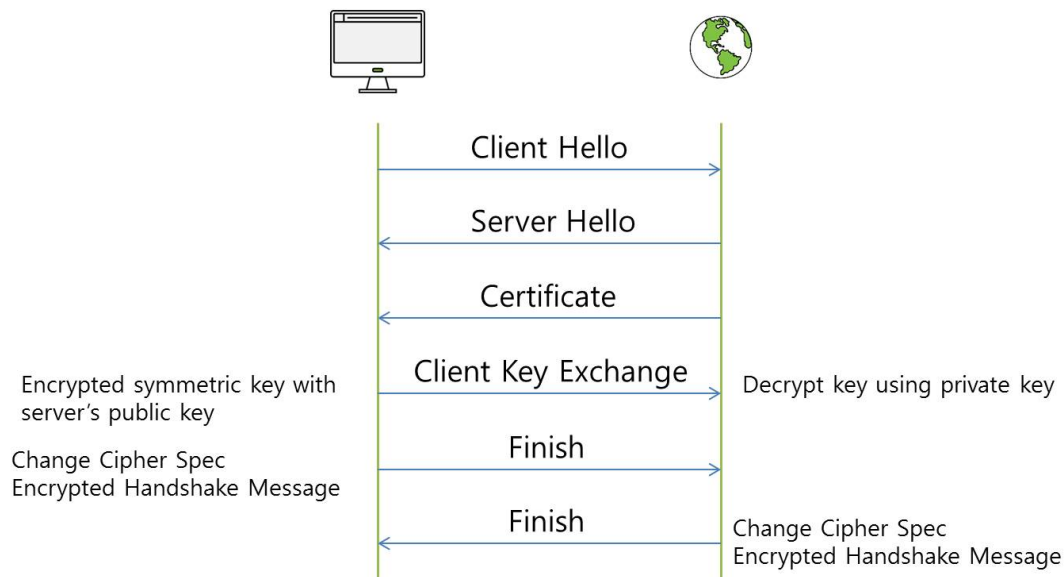 Client Hello
Server Hello
Certificate
Client Key Exchange
Encrypted symmetric key with
server's public key
Decrypt key using private key
Finish
Change Cipher Spec
Encrypted Handshake Message
Finish
Change Cipher Spec
Encrypted Handshake Message